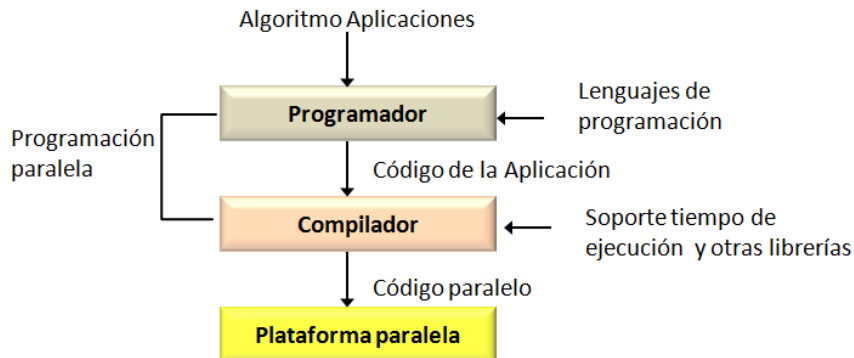 Algoritmo Aplicaciones
Programador
Lenguajes de
programación
Programación
paralela
Código de la Aplicación
Compilador
Soporte tiempo de
ejecución y otras librerías
Código paralelo
Plataforma paralela